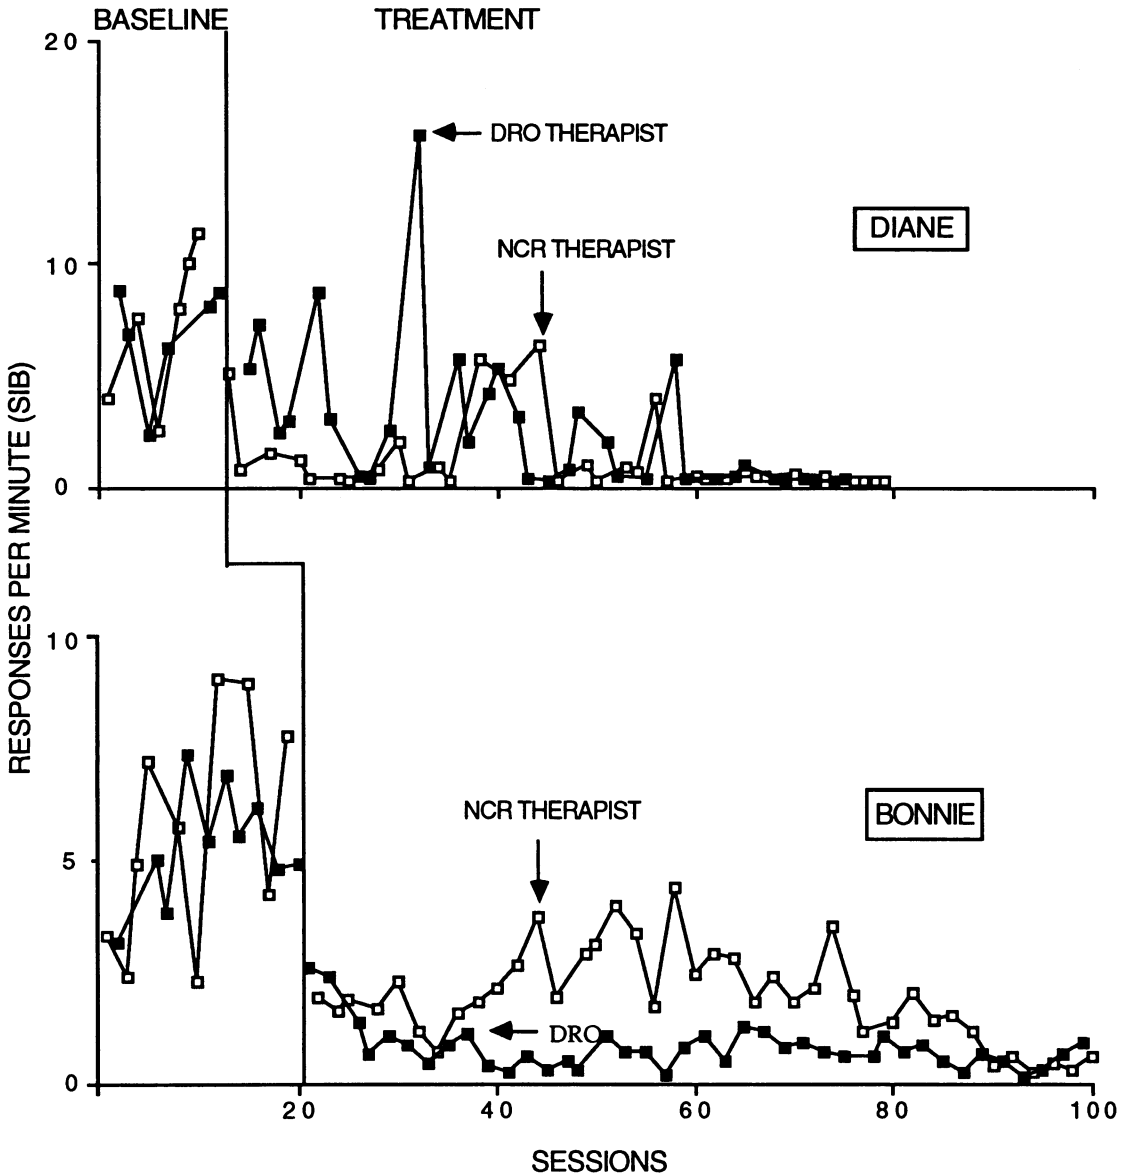 BASELINE TREATMENT
20
DRO THERAPIST
DIANE
NCR THERAPIST
10
0
RESPONSES PER MINUTE (SIB)
10
NCR THERAPIST
BONNIE
5
DRO
0
20 40 60 80 100
SESSIONS